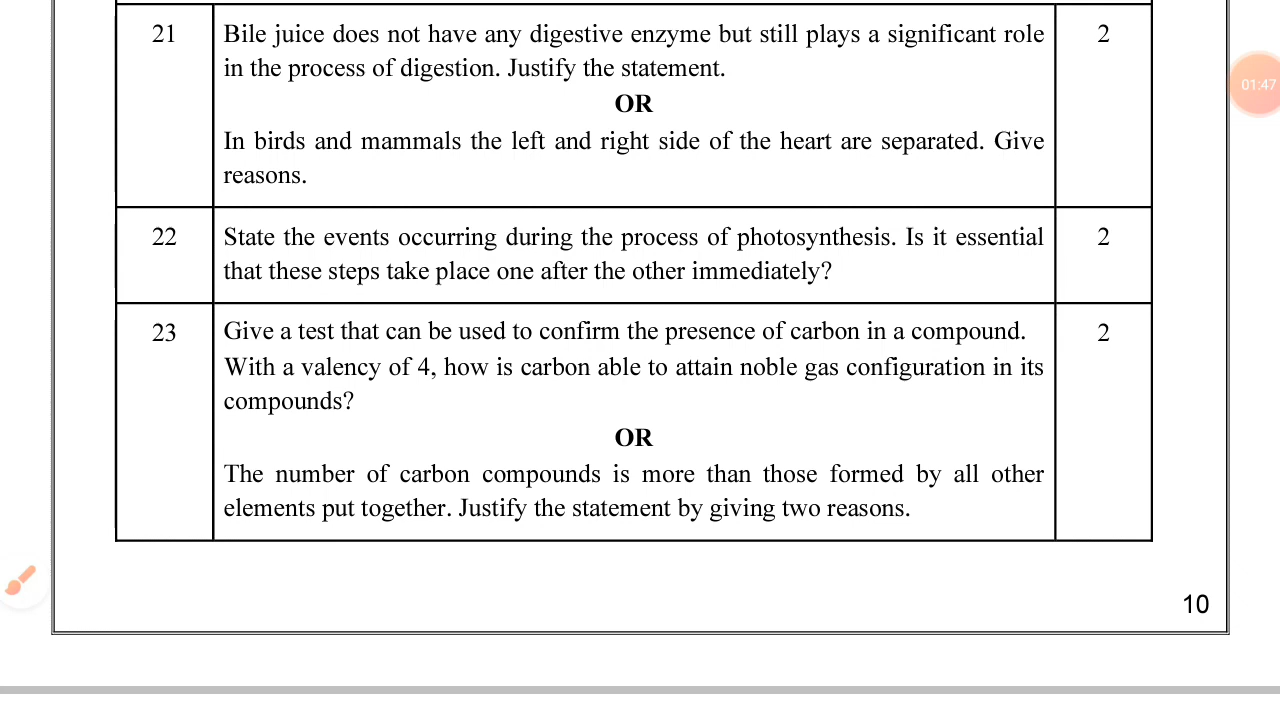 21 Bile juice does not have any digestive enzyme but still plays a significant role 2
in the process of digestion. Justify the statement.
OR
In birds and mammals the left and right side of the heart are separated. Give
reasons.
22 State the events occurring during the process of photosynthesis. Is it essential 2
that these steps take place one after the other immediately?
23 Give a test that can be used to confirm the presence of carbon in a compound. 2
With a valency of 4, how is carbon able to attain noble gas configuration in its
compounds?
OR
The number of carbon compounds is more than those formed by all other
elements put together. Justify the statement by giving two reasons.
10
01:47